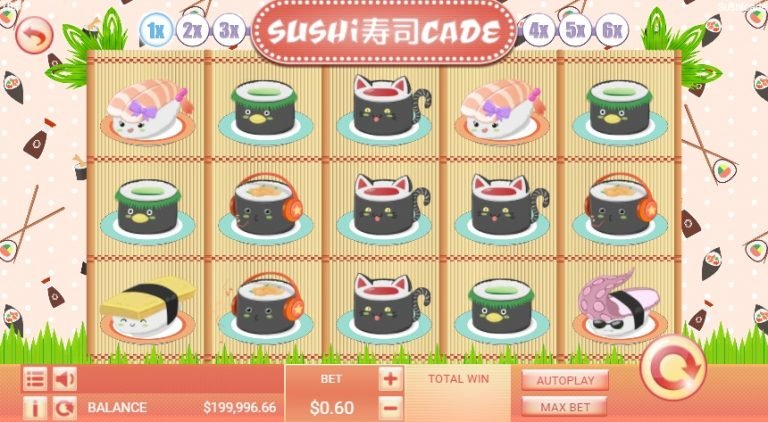 1x 2x 3x SUSHi寿司CADE 4x 5x 6x
BET TOTAL WIN AUTOPLAY
BALANCE $199,996.66 $0.60 MAX BET